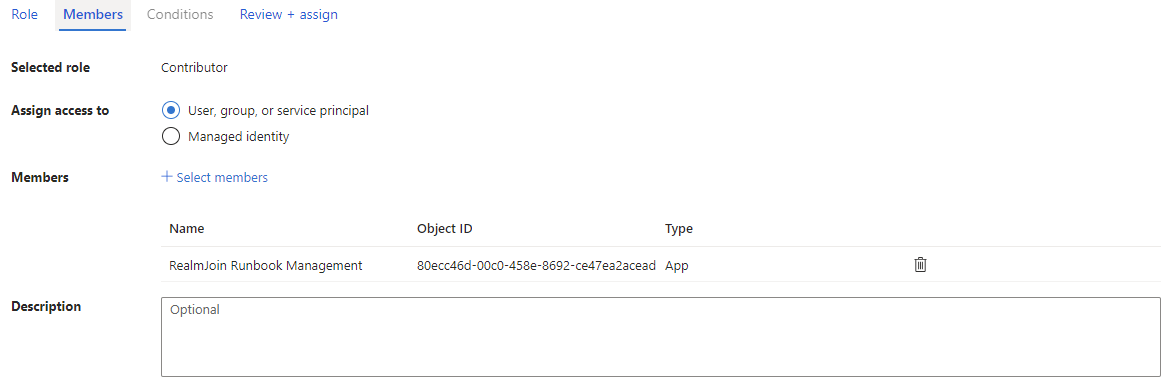 Role Members Conditions Review + assign
Selected role Contributor
Assign access to User, group, or service principal
Managed identity
Members Select members
Name Object ID Type
RealmJoin Runbook Management 80ecc46d-00c0-458e-8692-ce47ea2acead App
Description Optional